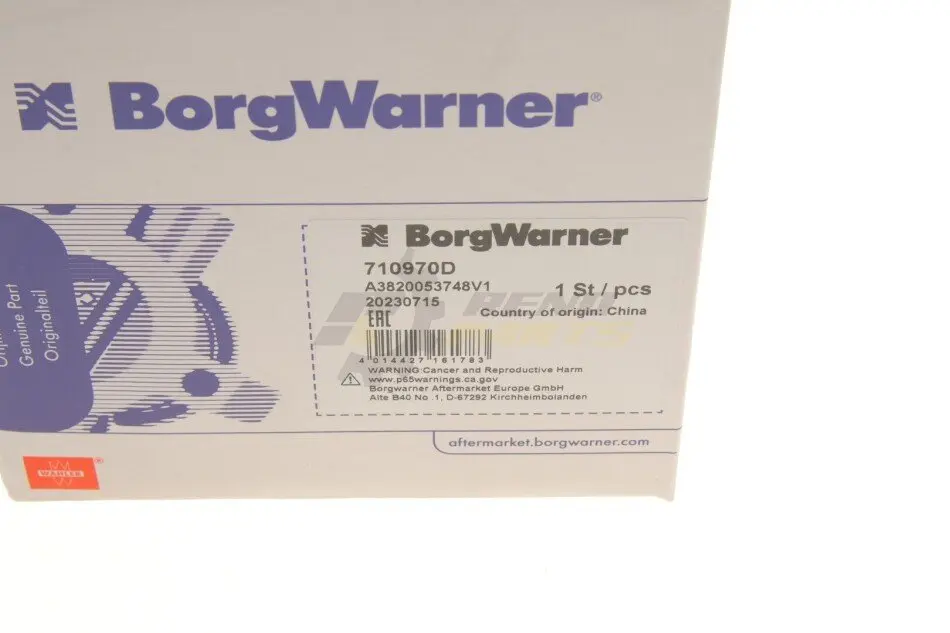 BorgWarner®
Genuine Part
Originalteil
BorgWarner
710970D
A3820053748V1
20230715
1 St / pcs
Country of origin: China
EAC
4 014427 161783
WARNING:Cancer and Reproductive Harm
www.p65warnings.ca.gov
Borgwarner Aftermarket Europe GmbH
Alte B40 No. 1, D-67292 Kirchheimbolanden
aftermarket.borgwarner.com
WAHLER®